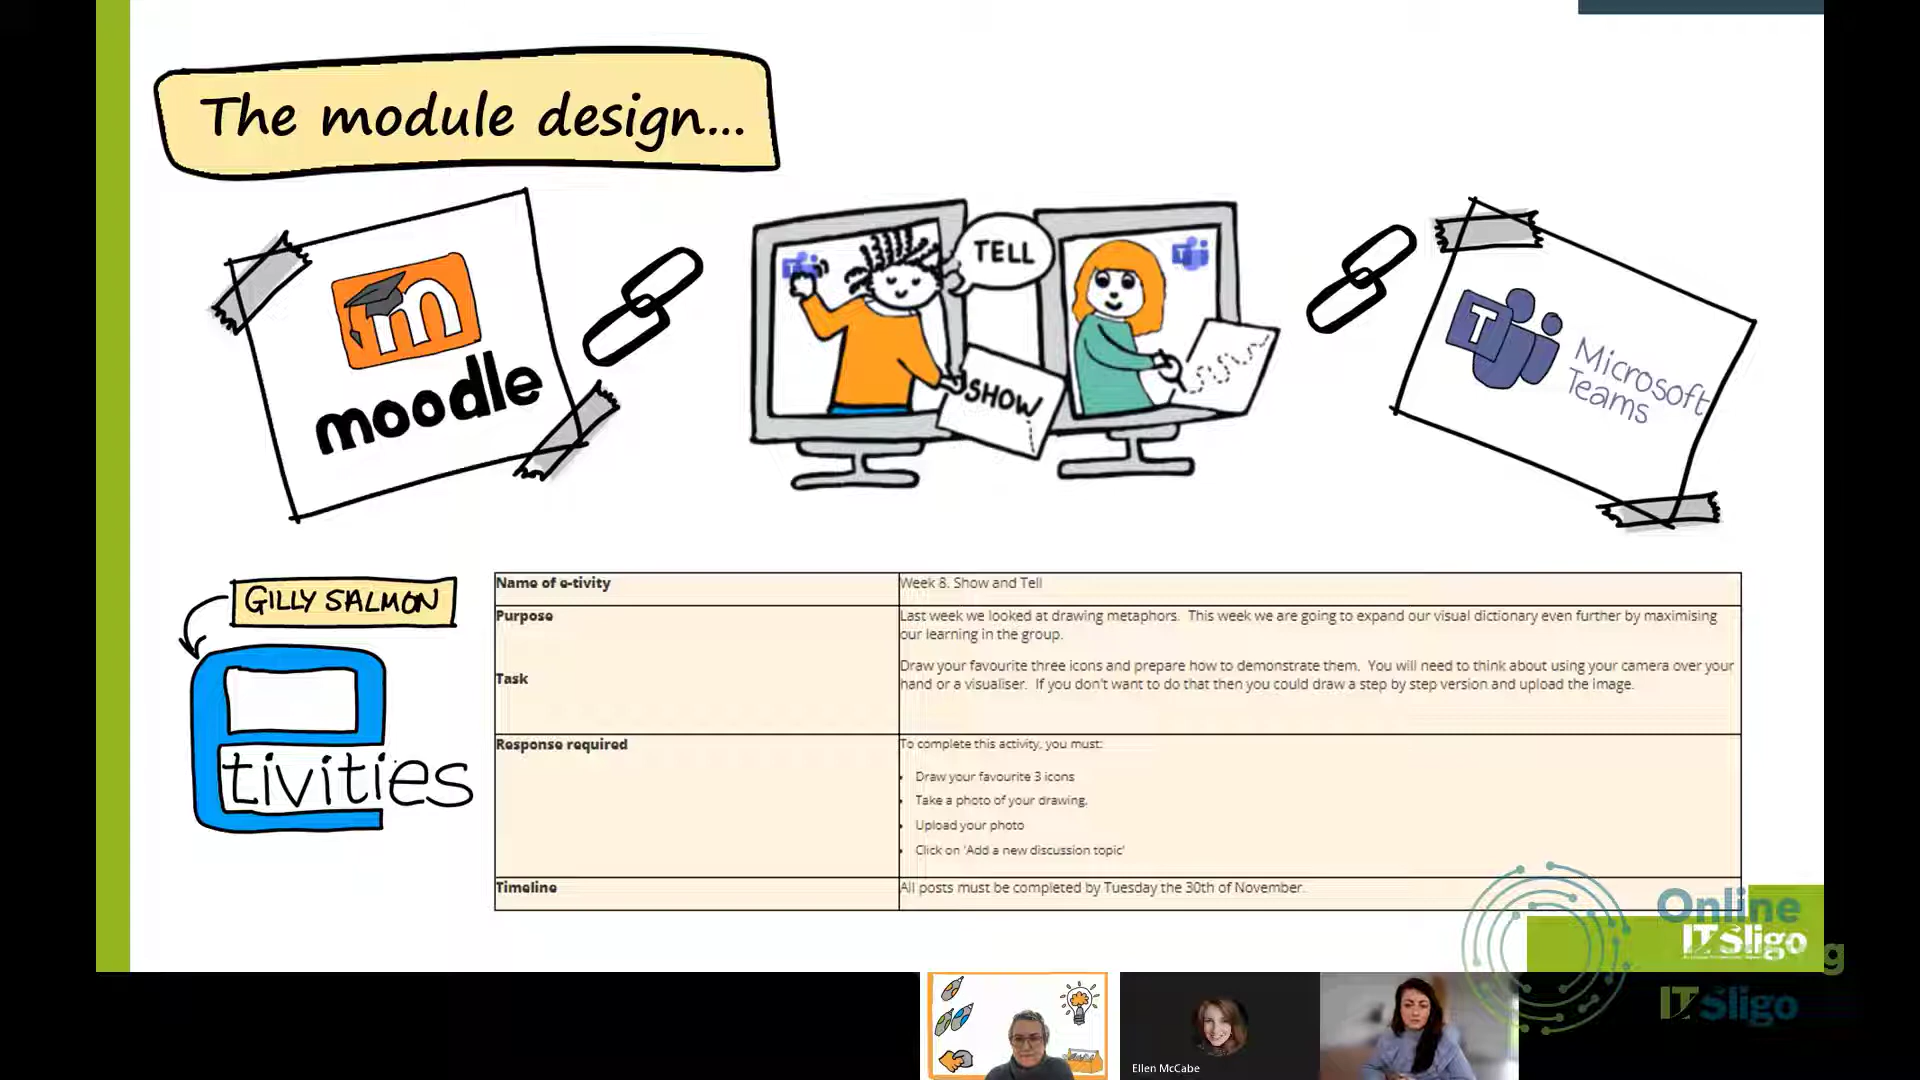 The module design...
moodle
TELL
SHOW
T
Microsoft
Teams
GILLY SALMON
etivities
Name of e-tivity
Week 8. Show and Tell
Purpose
Last week we looked at drawing metaphors. This week we are going to expand our visual dictionary even further by maximising
our learning in the group.
Task
Draw your favourite three icons and prepare how to demonstrate them. You will need to think about using your camera over your
hand or a visualiser. If you don't want to do that then you could draw a step by step version and upload the image.
Response required
To complete this activity, you must:
Draw your favourite 3 icons
Take a photo of your drawing.
Upload your photo
Click on 'Add a new discussion topic'
Timeline
All posts must be completed by Tuesday the 30th of November.
Online
IT Sligo
IT Sligo
Ellen McCabe